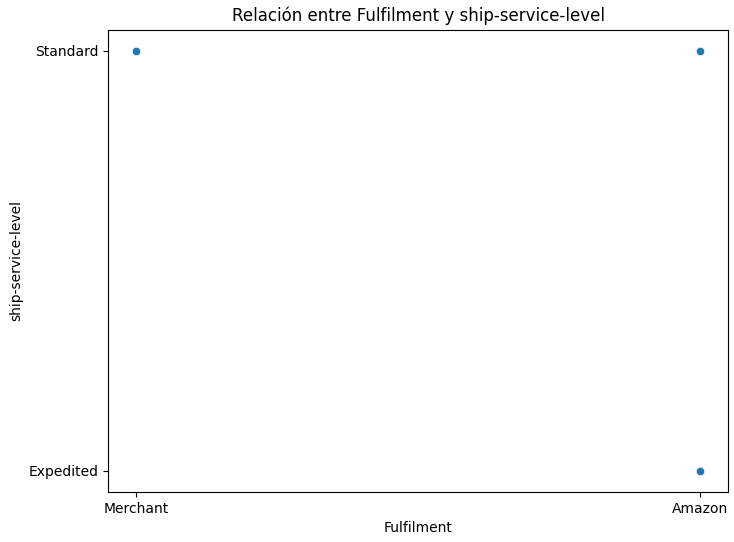 Relación entre Fulfilment y ship-service-level
Standard
ship-service-level
Expedited
Merchant
Amazon
Fulfilment